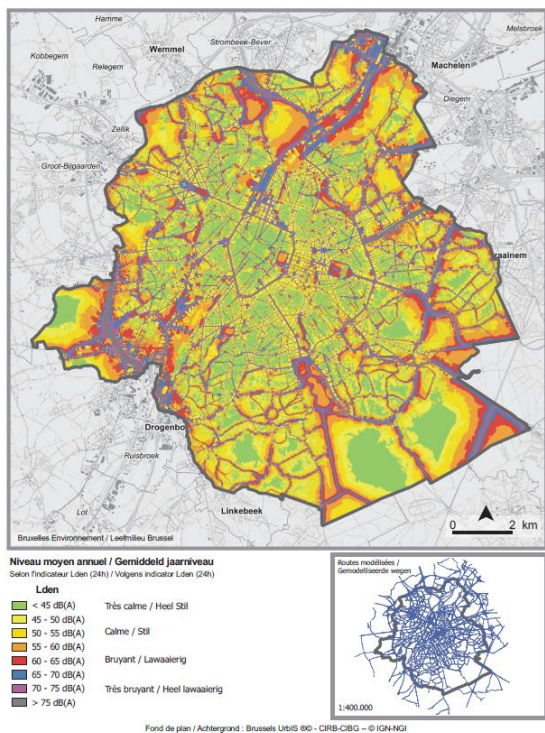 Hamme
Melsbroek
Strombeek-Bever
Wemmel
Kobbegem
Machelen
Relegem
Diegem
Zellik
Groot-Bijgaarden
raainem
Drogenbo
Ruisbroek
Lot
Linkebeek
0 2 km
Bruxelles Environnement / Leefmilieu Brussel
Niveau moyen annuel / Gemiddeld jaarniveau
Selon l'indicateur Lden (24h) / Volgens indicator Lden (24h)
Lden
< 45 dB(A) Très calme / Heel Stil
45 - 50 dB(A)
50 - 55 dB(A) Calme / Stil
55 - 60 dB(A)
60 - 65 dB(A) Bruyant / Lawaaierig
65 - 70 dB(A)
70 - 75 dB(A) Très bruyant / Heel lawaaierig
> 75 dB(A)
Routes modélisées /
Gemodeliseerde wegen
1:400.000
Fond de plan / Achtergrond : Brussels UrbIS ®© - CIRB-CIBG – © IGN-NGI